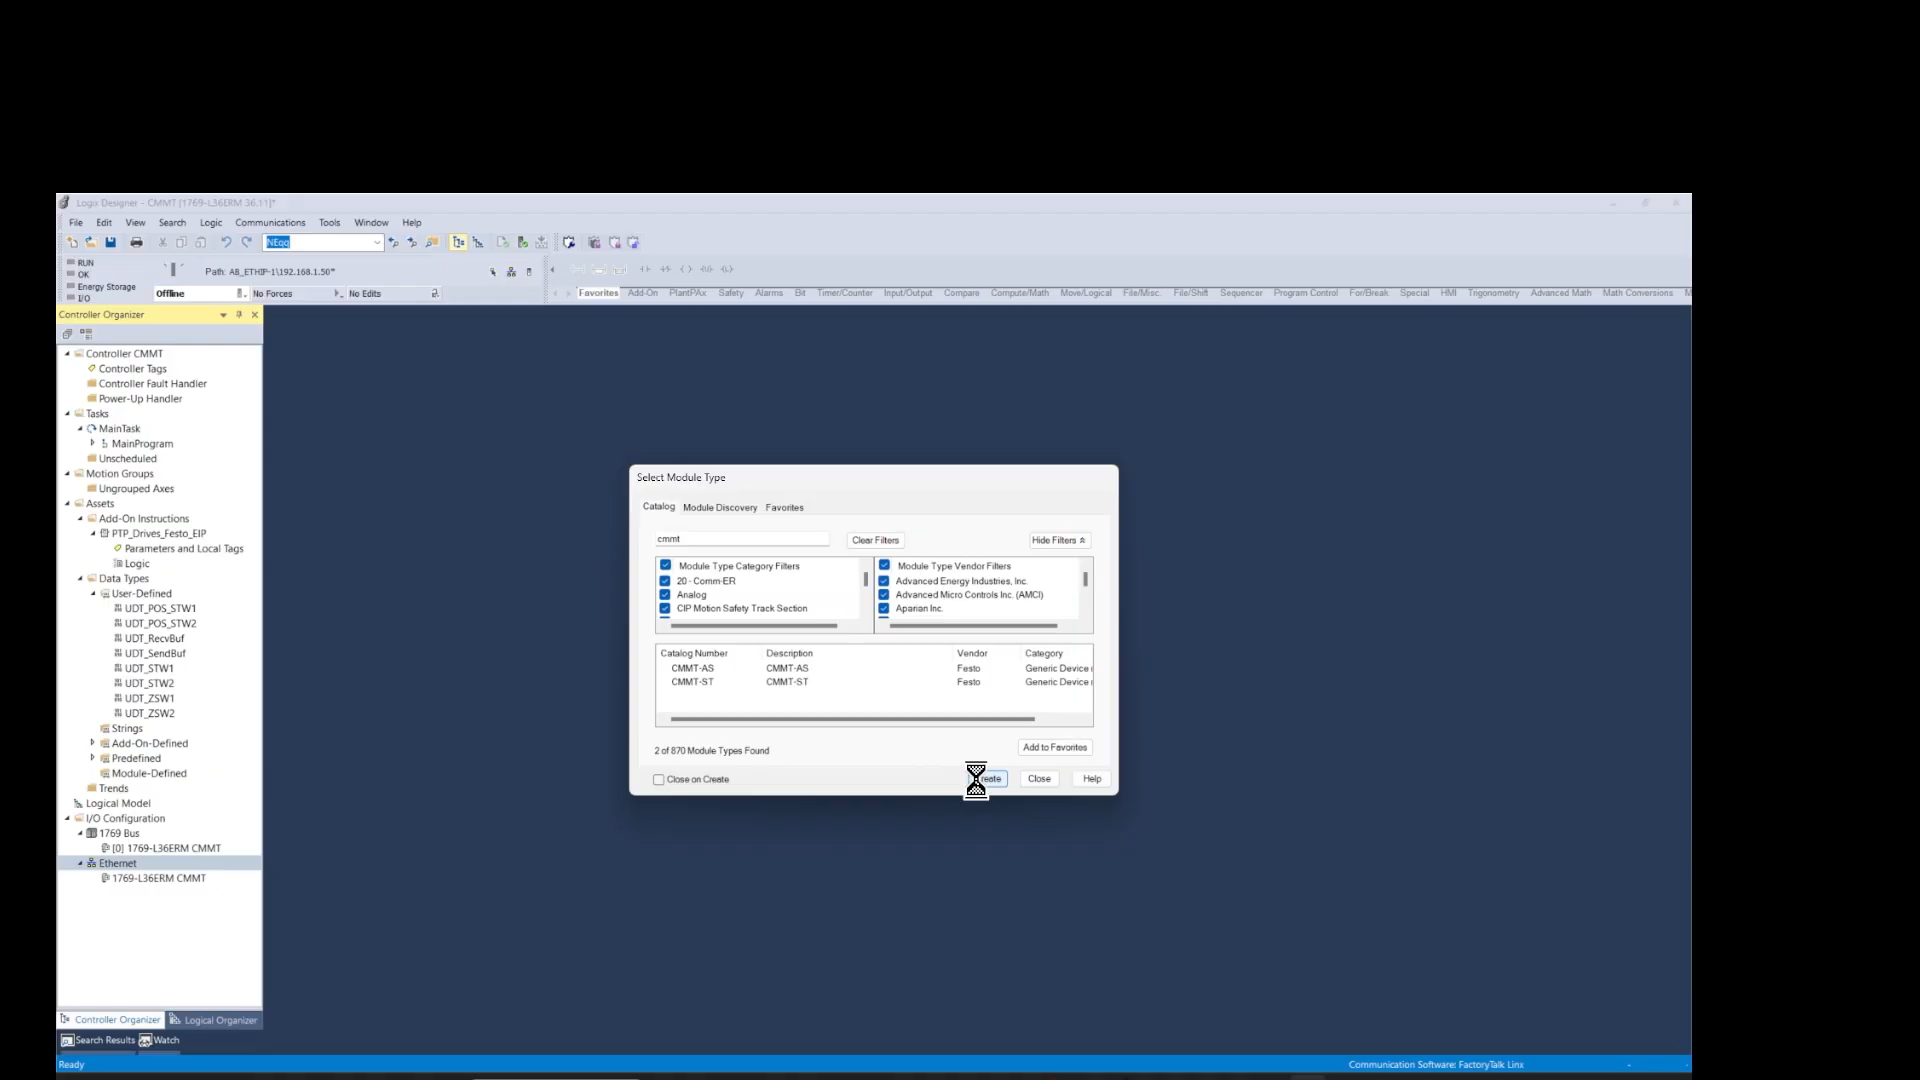 Logix Designer - CMMT [1769-L36ERM 36.11]*
File Edit View Search Logic Communications Tools Window Help
NEqq
RUN
OK
Energy Storage
I/O
Path: AB_ETHIP-1\192.168.1.50*
Offline No Forces No Edits
Favorites Add-On PlantPAx Safety Alarms Bit Timer/Counter Input/Output Compare Compute/Math Move/Logical File/Misc. File/Shift Sequencer Program Control For/Break Special HMI Trigonometry Advanced Math Math Conversions M
Controller Organizer
Controller CMMT
Controller Tags
Controller Fault Handler
Power-Up Handler
Tasks
MainTask
MainProgram
Unscheduled
Motion Groups
Ungrouped Axes
Assets
Add-On Instructions
PTP_Drives_Festo_EIP
Parameters and Local Tags
Logic
Data Types
User-Defined
UDT_POS_STW1
UDT_POS_STW2
UDT_RecvBuf
UDT_SendBuf
UDT_STW1
UDT_STW2
UDT_ZSW1
UDT_ZSW2
Strings
Add-On-Defined
Predefined
Module-Defined
Trends
Logical Model
I/O Configuration
1769 Bus
[0] 1769-L36ERM CMMT
Ethernet
1769-L36ERM CMMT
Controller Organizer Logical Organizer
Search Results Watch
Ready
Communication Software: FactoryTalk Linx
Select Module Type
Catalog Module Discovery Favorites
cmmt Clear Filters Hide Filters
Module Type Category Filters
20 - Comm-ER
Analog
CIP Motion Safety Track Section
Module Type Vendor Filters
Advanced Energy Industries, Inc.
Advanced Micro Controls Inc. (AMCI)
Aparian Inc.
Catalog Number Description Vendor Category
CMMT-AS CMMT-AS Festo Generic Device
CMMT-ST CMMT-ST Festo Generic Device
2 of 870 Module Types Found Add to Favorites
Close on Create Close Help